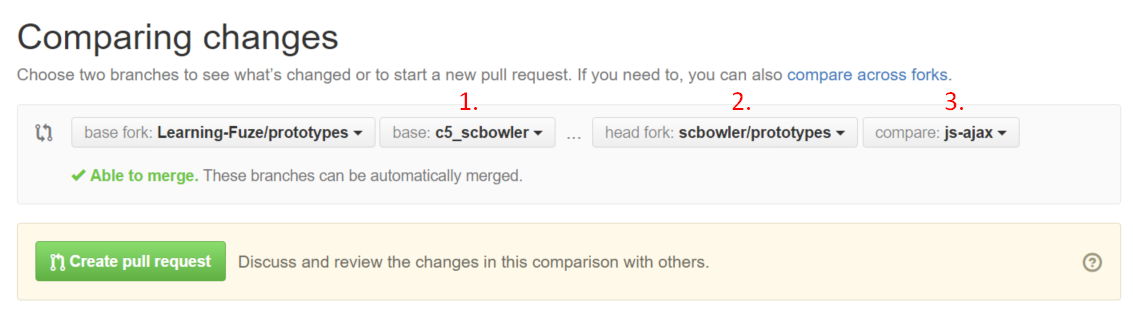 Comparing changes
Choose two branches to see what's changed or to start a new pull request. If you need to, you can also compare across forks.
1. 2. 3.
base fork: Learning-Fuze/prototypes base: c5_scbowler ... head fork: scbowler/prototypes compare: js-ajax
Able to merge. These branches can be automatically merged.
Create pull request Discuss and review the changes in this comparison with others. ?